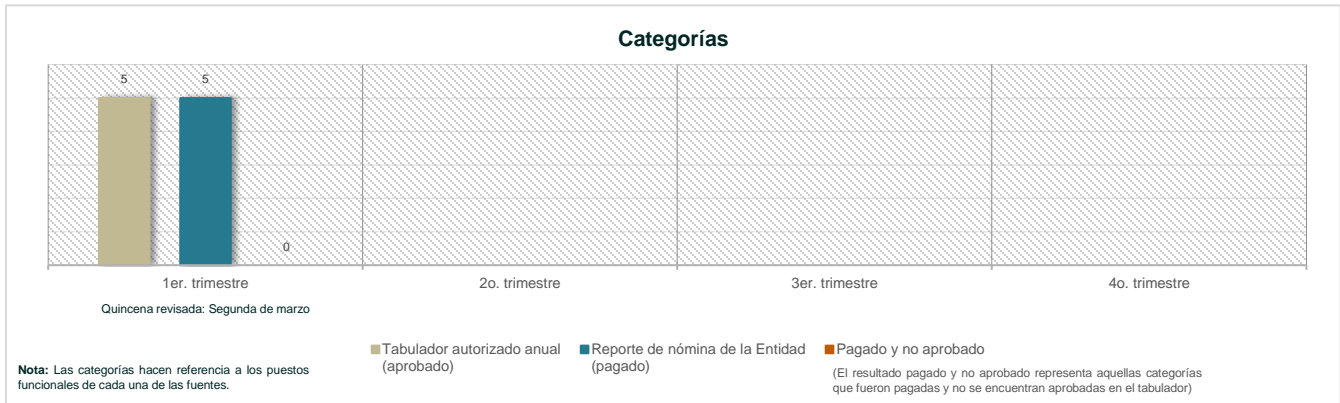 Categorías
5
5
0
1er. trimestre
2o. trimestre
3er. trimestre
4o. trimestre
Quincena revisada: Segunda de marzo
Tabulador autorizado anual
(aprobado)
Reporte de nómina de la Entidad
(pagado)
Pagado y no aprobado
(El resultado pagado y no aprobado representa aquellas categorías
que fueron pagadas y no se encuentran aprobadas en el tabulador)
Nota: Las categorías hacen referencia a los puestos
funcionales de cada una de las fuentes.